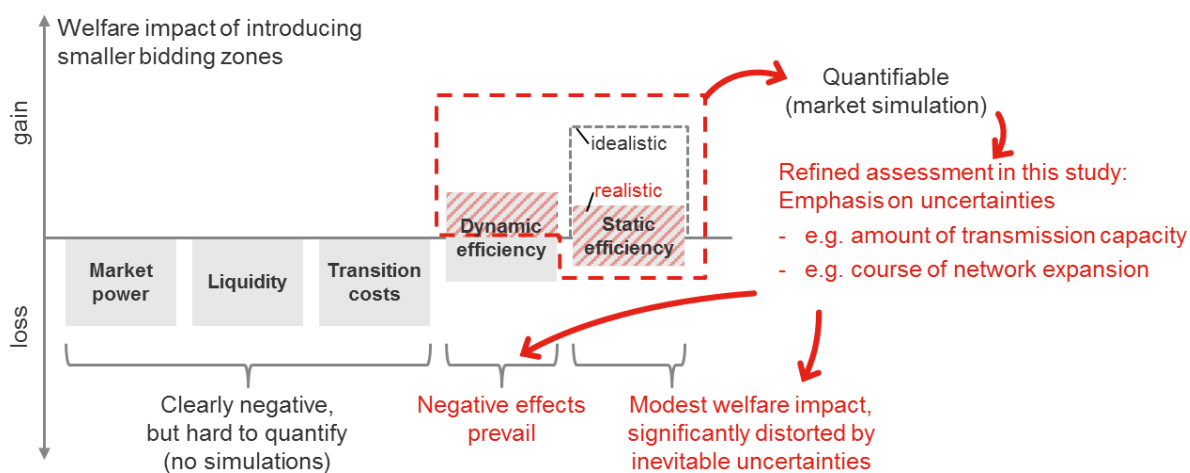 Welfare impact of introducing
smaller bidding zones
gain
loss
idealistic
realistic
Dynamic
efficiency
Static
efficiency
Market
power
Liquidity
Transition
costs
Quantifiable
(market simulation)
Refined assessment in this study:
Emphasis on uncertainties
- e.g. amount of transmission capacity
- e.g. course of network expansion
Clearly negative,
but hard to quantify
(no simulations)
Negative effects
prevail
Modest welfare impact,
significantly distorted by
inevitable uncertainties